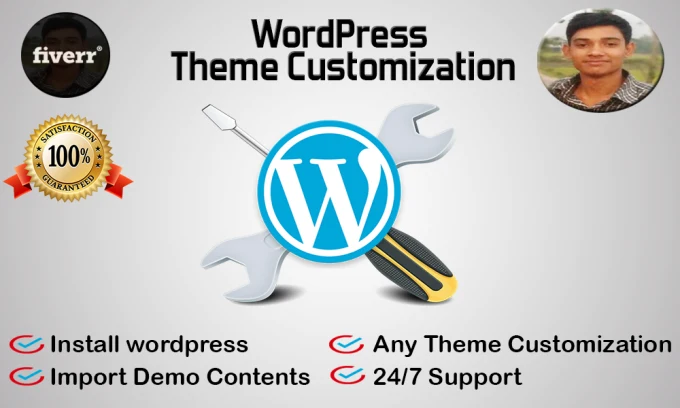 fiverr®
WordPress
Theme Customization
SATISFACTION
100%
GUARANTEED
W
Install wordpress
Any Theme Customization
Import Demo Contents
24/7 Support